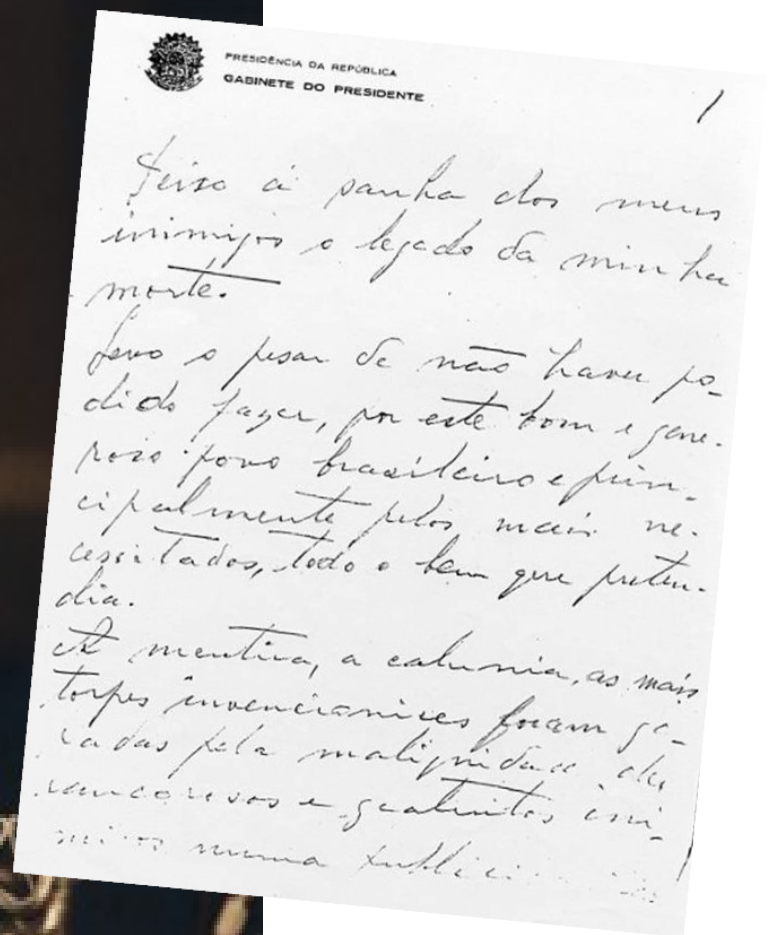 PRESIDÊNCIA DA REPÚBLICA
GABINETE DO PRESIDENTE
1
Deixo à sanha dos meus
inimigos o legado da minha
morte.
Levo o pesar de não haver po-
dido fazer, por este bom e gene-
roso povo brasileiro e prin-
cipalmente pelos mais ne-
cessitados, todo o bem que preten-
dia.
A mentira, a calunia, as mais
torpes invencionices foram ge-
radas pela malignidade de
rancorosos e gratuitos ini-
migos numa